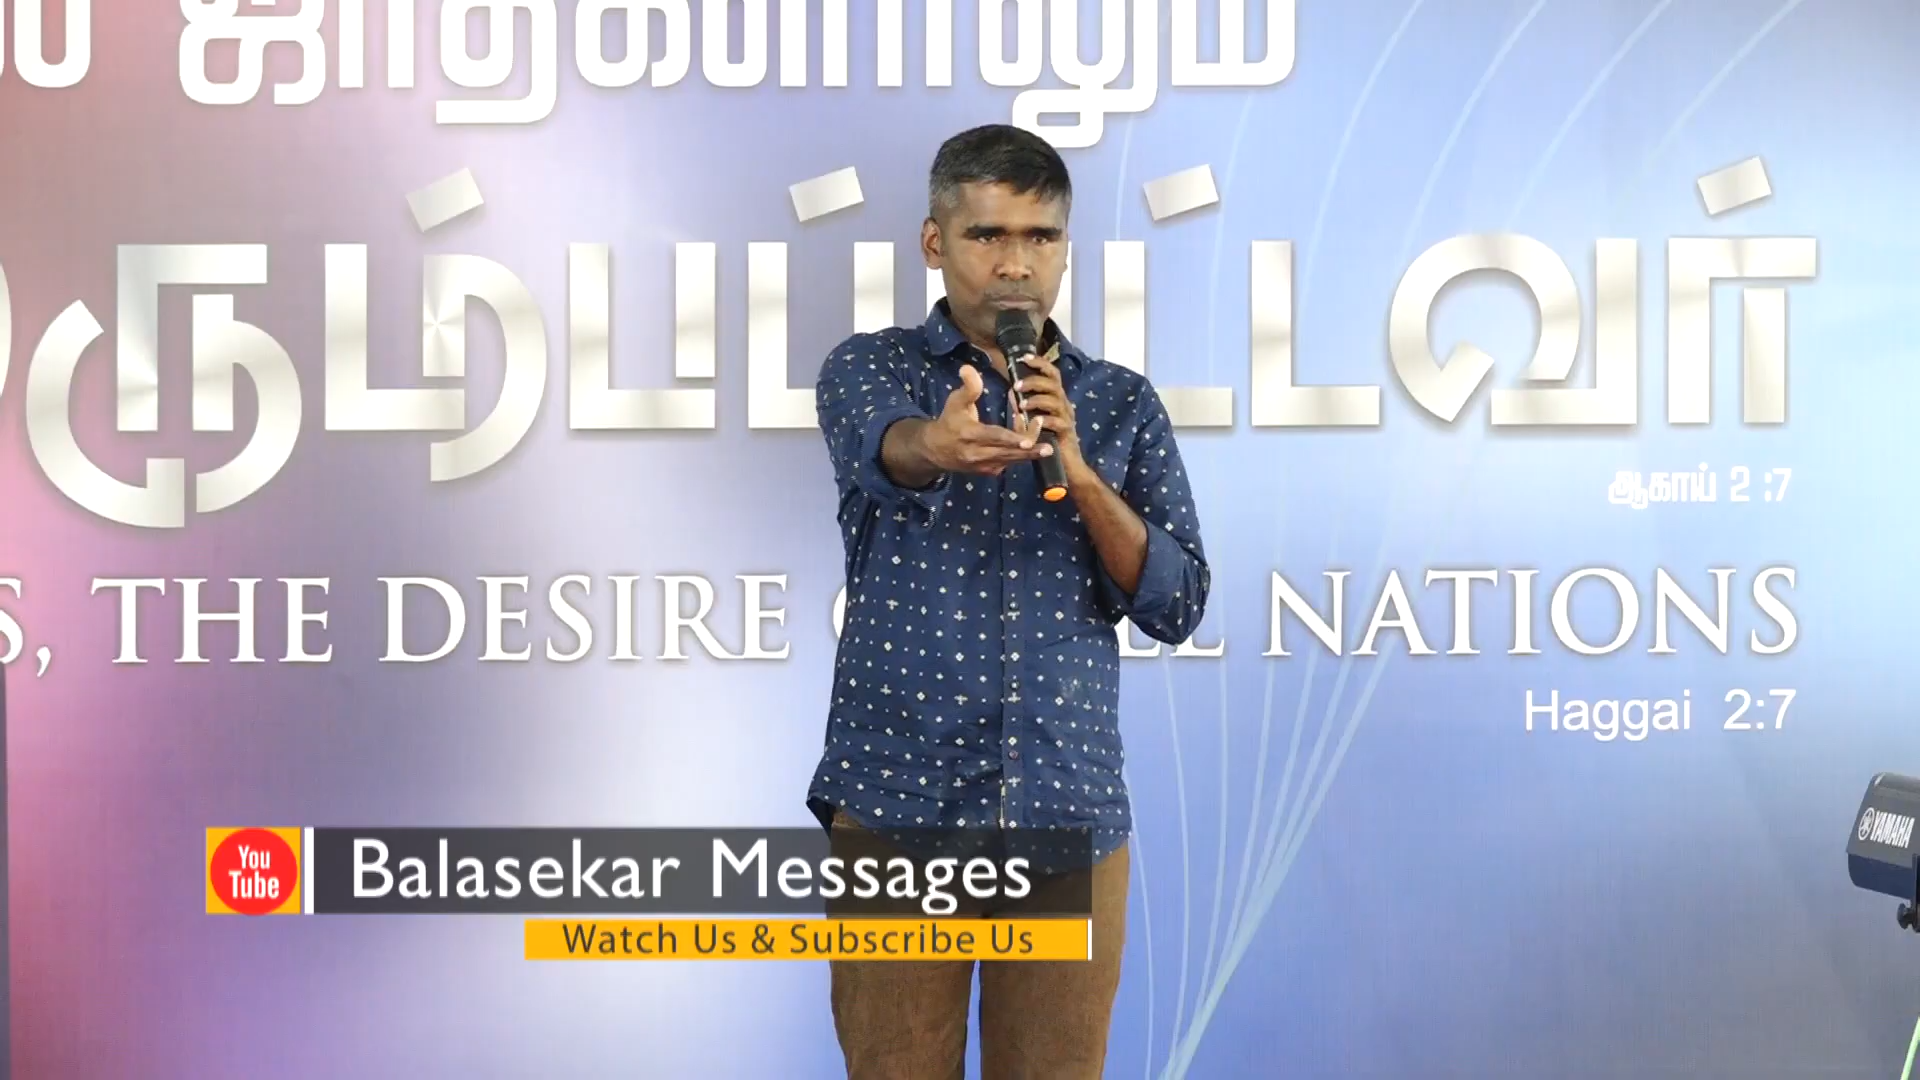 ஜாதிகளாலும்
ரும்பப்பட்டவர்
ஆகாய் 2 :7
S, THE DESIRE NATIONS
Haggai 2:7
YAMAHA
You
Tube
Balasekar Messages
Watch Us & Subscribe Us